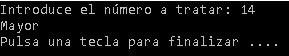 Introduce el número a tratar: 14
Mayor
Pulsa una tecla para finalizar ....